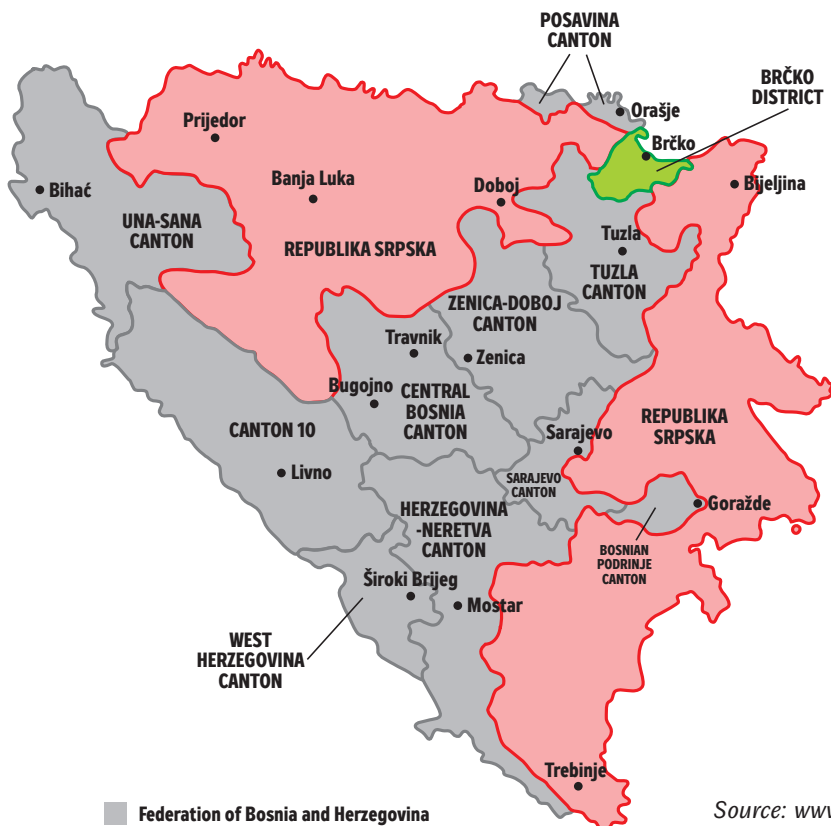 POSAVINA
CANTON
BRČKO
DISTRICT
Orašje
Prijedor
Brčko
Bihać
Banja Luka
Doboj
Bijeljina
UNA-SANA
CANTON
REPUBLIKA SRPSKA
Tuzla
TUZLA
CANTON
ZENICA-DOBOJ
CANTON
Travnik
Zenica
Bugojno
CENTRAL
BOSNIA
CANTON
CANTON 10
Livno
Sarajevo
REPUBLIKA
SRPSKA
SARAJEVO
CANTON
Goražde
HERZEGOVINA
-NERETVA
CANTON
BOSNIAN
PODRINJE
CANTON
Široki Brijeg
Mostar
WEST
HERZEGOVINA
CANTON
Trebinje
Federation of Bosnia and Herzegovina
Source: www